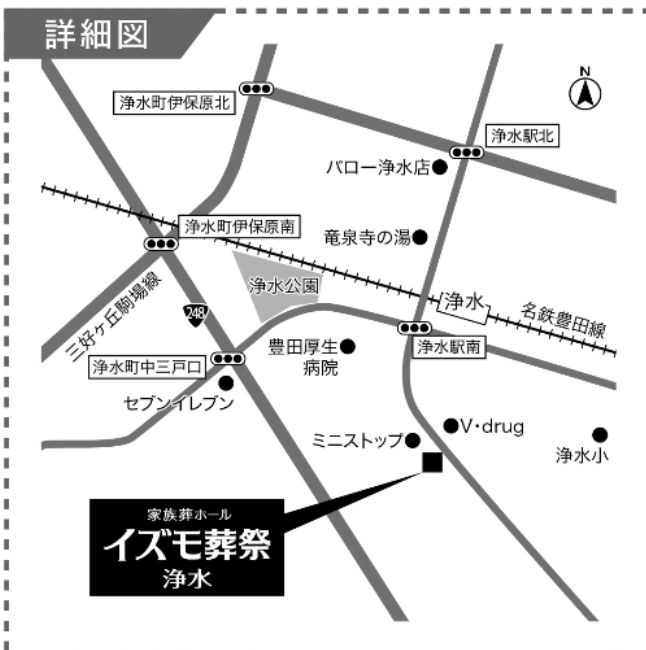 詳細図
N
浄水町伊保原北
浄水駅北
バロー浄水店
浄水町伊保原南
竜泉寺の湯
浄水公園
浄水
名鉄豊田線
三好ヶ丘駒場線
248
浄水駅南
豊田厚生
病院
浄水町中三戸口
セブンイレブン
V・drug
ミニストップ
浄水小
家族葬ホール
イズモ葬祭
浄水